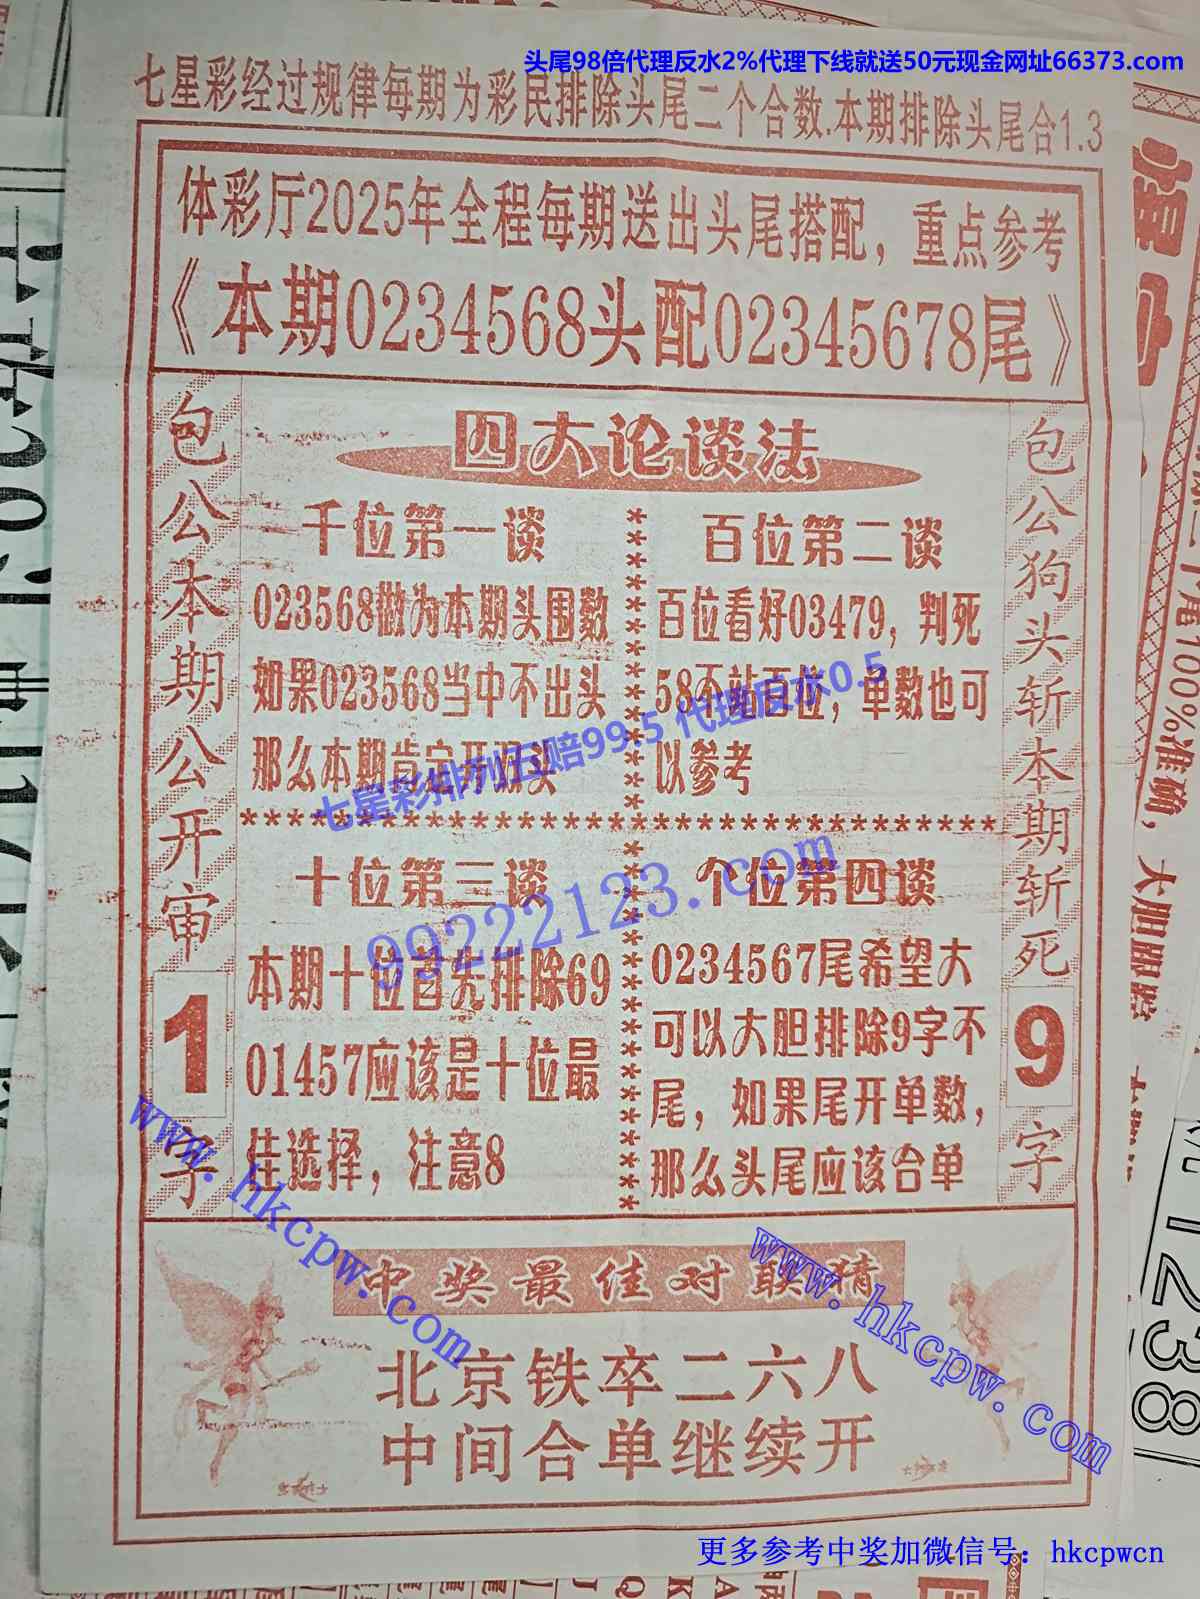 头尾98倍代理反水2%代理下线就送50元现金网址66373.com
七星彩经过规律每期为彩民排除头尾二个合数.本期排除头尾合1.3
体彩厅2025年全程每期送出头尾搭配，重点参考
《本期0234568头配02345678尾》
包公本期公开审
1
字
四大论谈法
千位第一谈
023568做为本期头围数
如果023568当中不出头
那么本期肯定开归头
百位第二谈
百位看好03479，判死
58不站百位，单数也可
以参考
七星彩排列五赔99.5 代理反水0.5
************************************
十位第三谈
本期十位首先排除69
01457应该是十位最
佳选择，注意8
个位第四谈
0234567尾希望大
可以大胆排除9字不
尾，如果尾开单数，
那么头尾应该合单
99222123.com
包公狗头斩本期斩死
9
字
www.hkcpw.com
www.hkcpw.com
中奖最佳对联猜
北京铁卒二六八
中间合单继续开
更多参考中奖加微信号：hkcpwcn
尾100%准确，大胆跟踪
1238